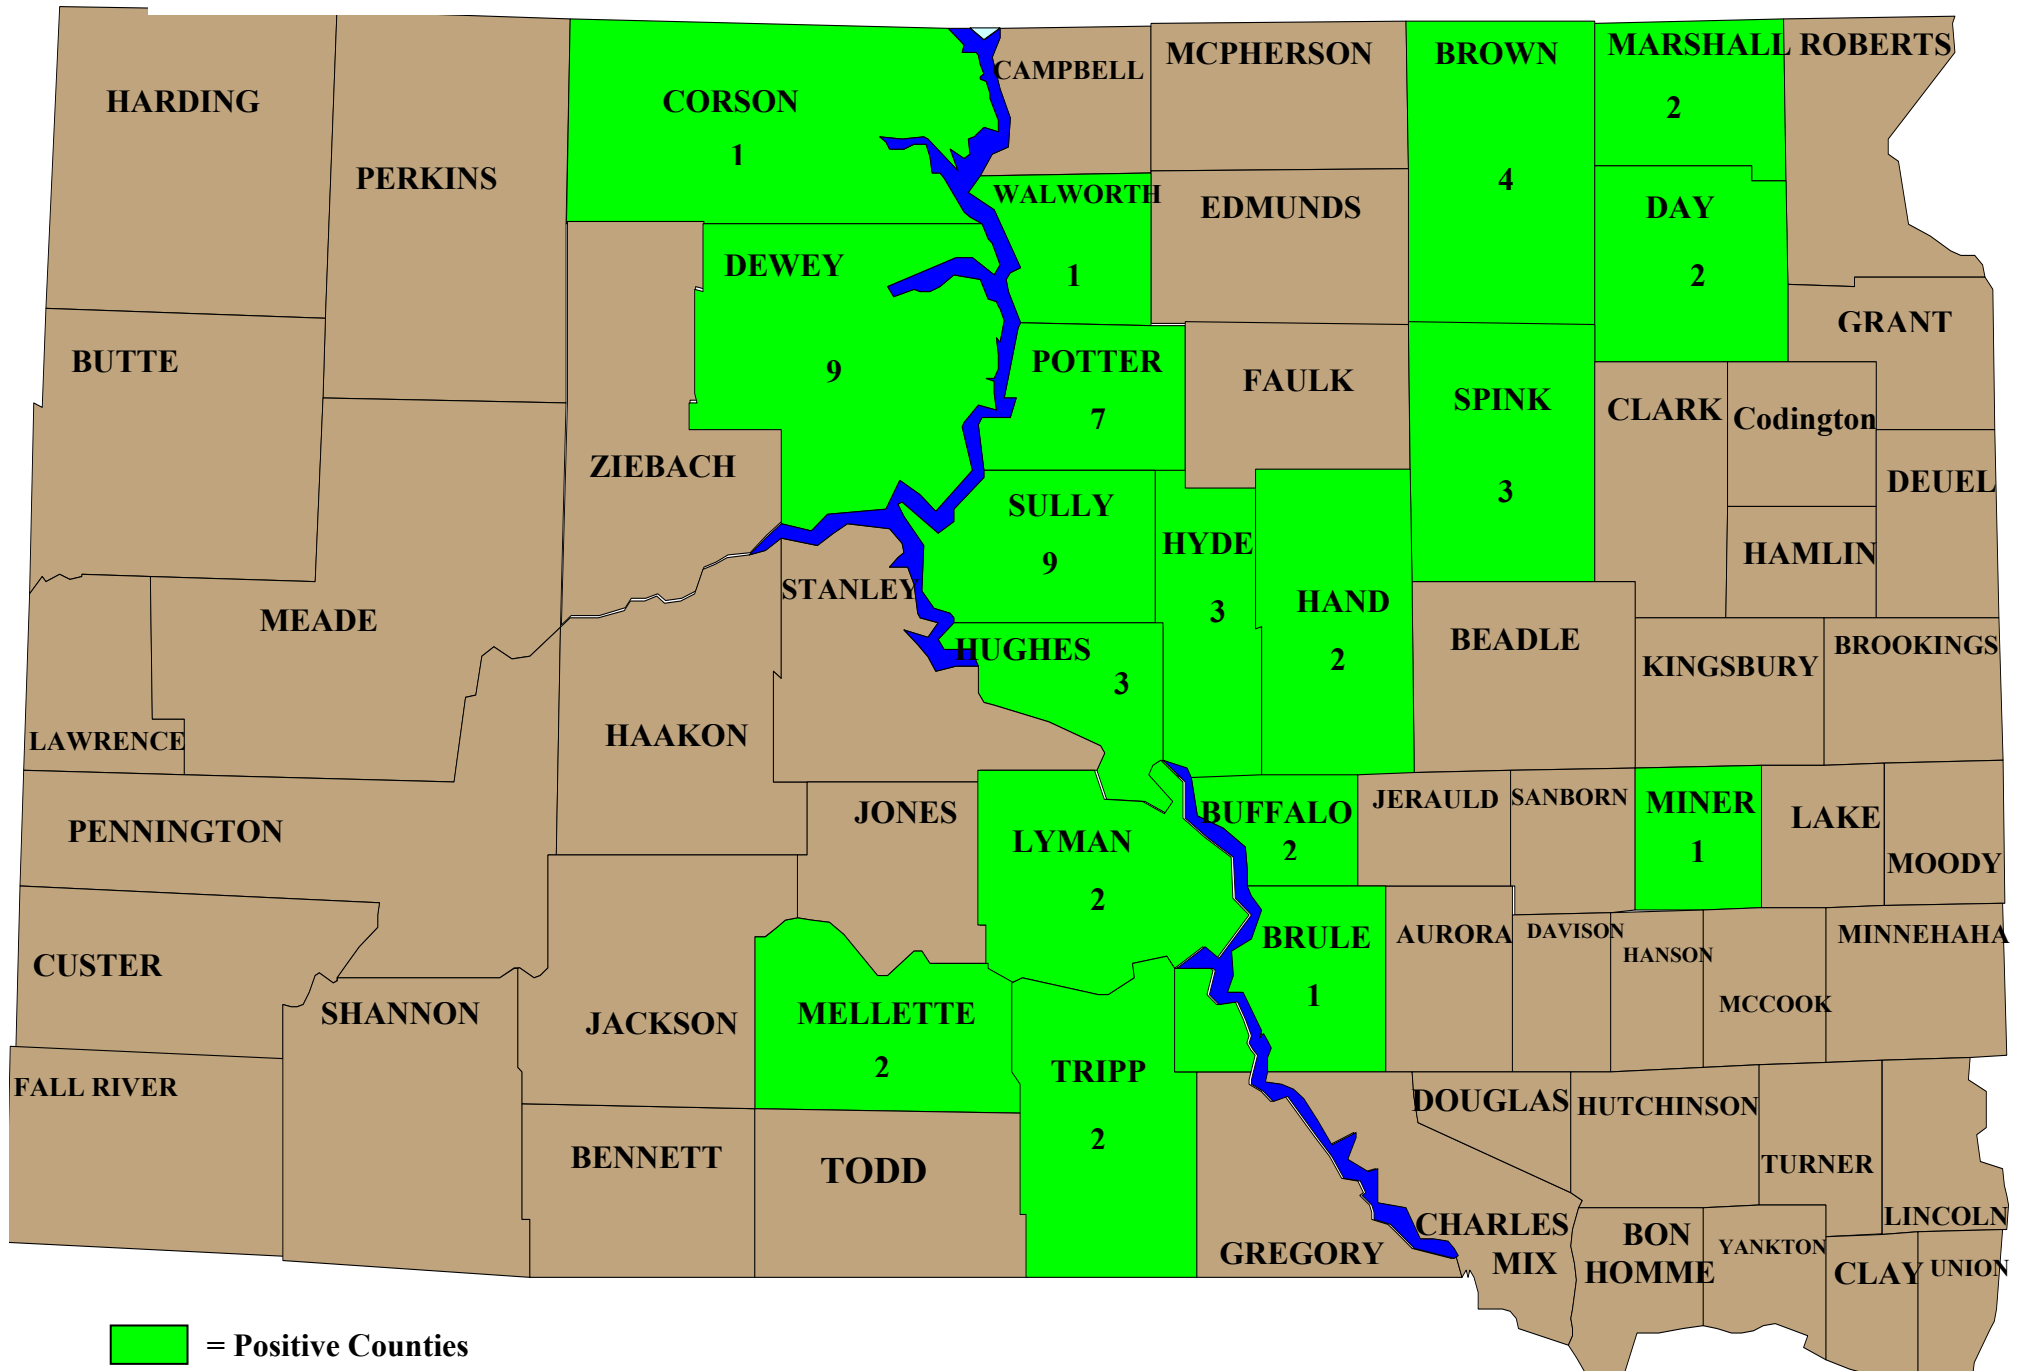 HARDING
PERKINS
CORSON
1
CAMPBELL
MCPHERSON
BROWN
4
MARSHALL
2
ROBERTS
WALWORTH
1
EDMUNDS
DAY
2
DEWEY
9
BUTTE
GRANT
POTTER
7
FAULK
SPINK
3
CLARK
Codington
ZIEBACH
DEUEL
SULLY
9
HYDE
3
HAND
2
HAMLIN
STANLEY
MEADE
HUGHES
3
BEADLE
KINGSBURY
BROOKINGS
LAWRENCE
HAAKON
PENNINGTON
JONES
LYMAN
2
BUFFALO
2
JERAULD
SANBORN
MINER
1
LAKE
MOODY
CUSTER
BRULE
1
AURORA
DAVISON
HANSON
MCCOOK
MINNEHAHA
SHANNON
JACKSON
MELLETTE
2
TRIPP
2
FALL RIVER
DOUGLAS
HUTCHINSON
BENNETT
TODD
TURNER
LINCOLN
GREGORY
CHARLES
MIX
BON
HOMME
YANKTON
CLAY
UNION
= Positive Counties